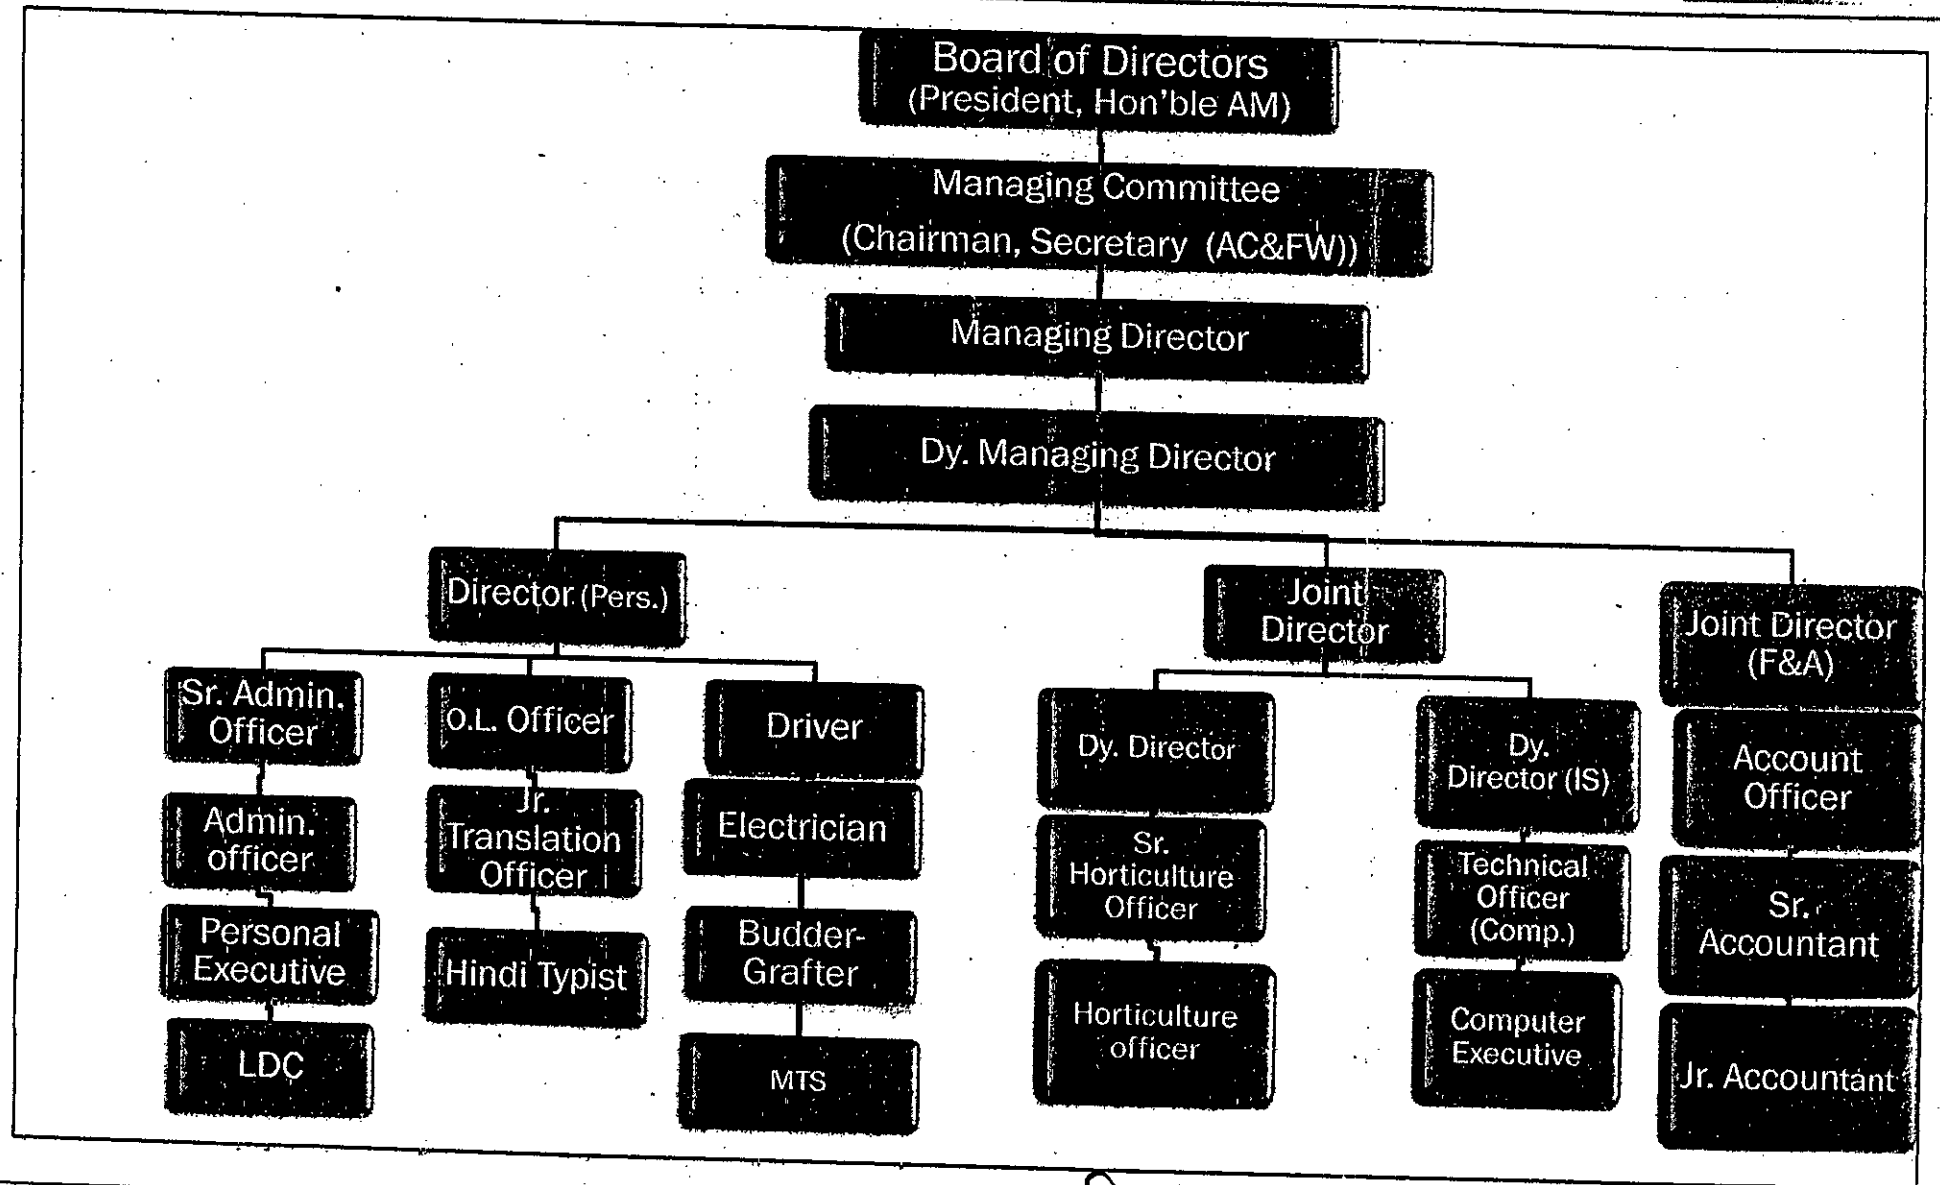 Board of Directors
(President, Hon'ble AM)
Managing Committee
(Chairman, Secretary (AC&FW))
Managing Director
Dy. Managing Director
Director (Pers.)
Joint
Director
Joint Director
(F&A)
Sr. Admin.
Officer
O.L. Officer
Driver
Dy. Director
Dy.
Director (IS)
Account
Officer
Admin.
officer
Jr.
Translation
Officer
Electrician
Sr.
Horticulture
Officer
Technical
Officer
(Comp.)
Sr.
Accountant
Personal
Executive
Hindi Typist
Budder-
Grafter
Horticulture
officer
Computer
Executive
Jr. Accountant
LDC
MTS